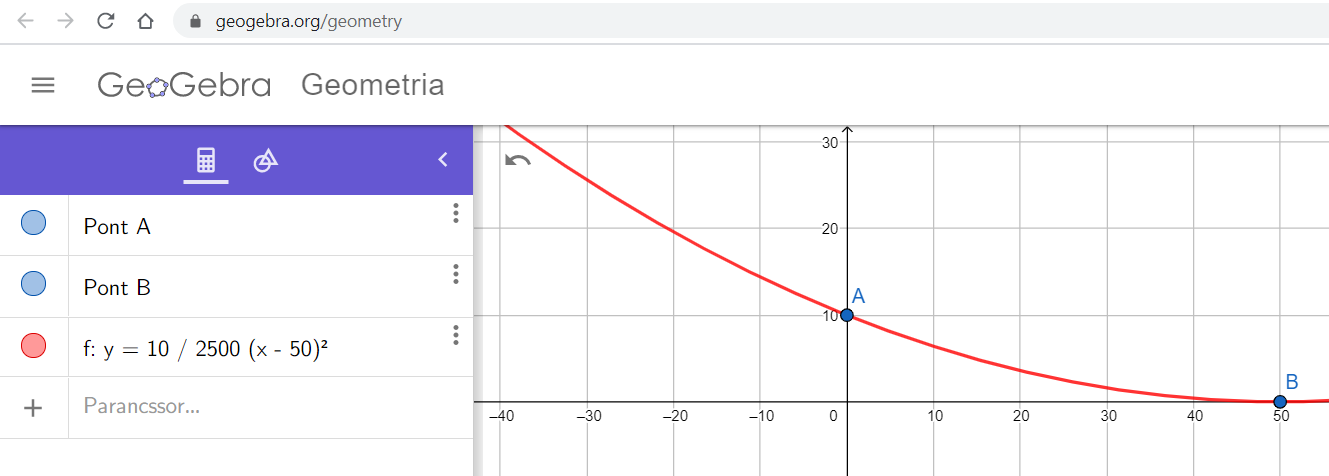 geogebra.org/geometry
GeoGebra Geometria
Pont A
Pont B
f: y = 10 / 2500 (x - 50)²
+ Parancssor...
30
20
A
10
B
–40 –30 –20 –10 0 10 20 30 40 50